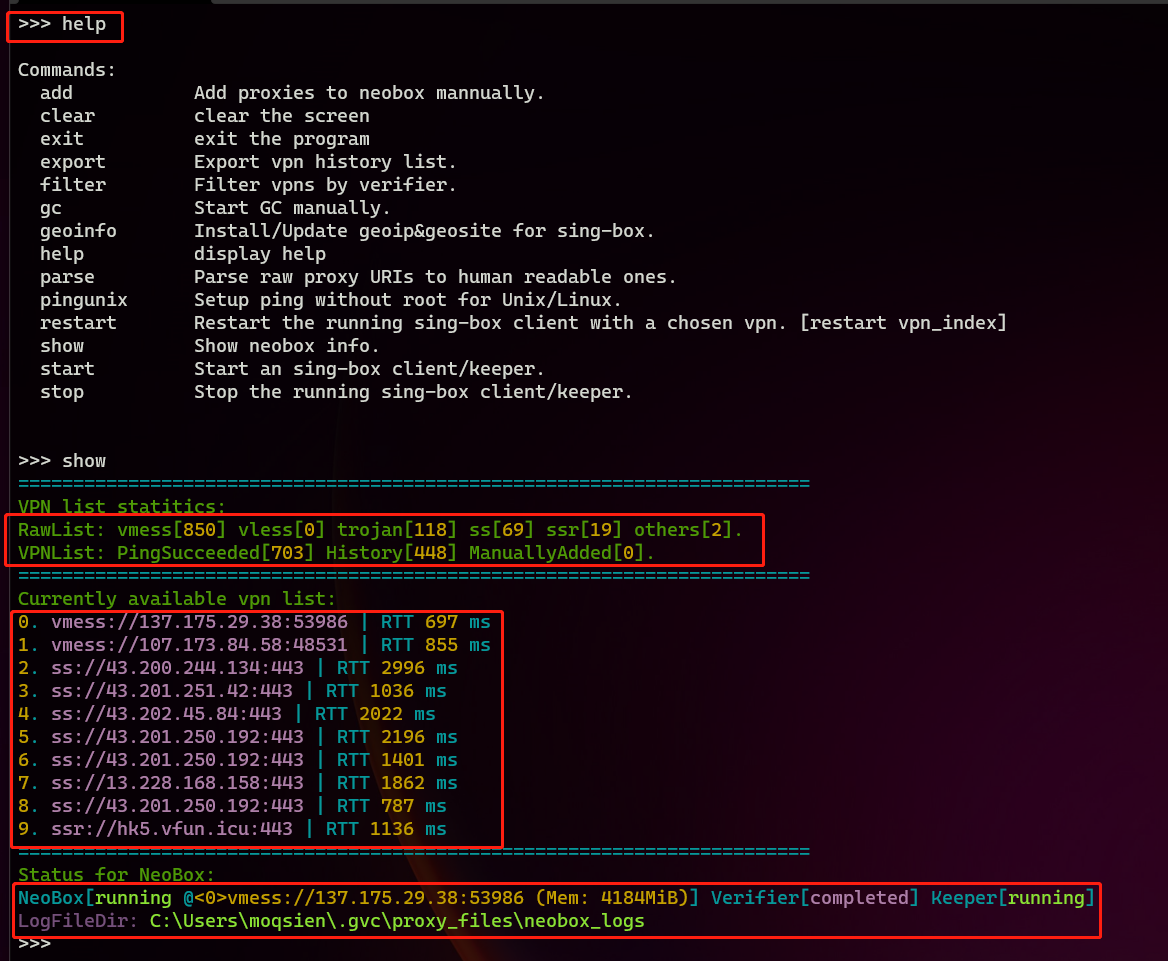 >>> help
Commands:
add Add proxies to neobox mannually.
clear clear the screen
exit exit the program
export Export vpn history list.
filter Filter vpns by verifier.
gc Start GC manually.
geoinfo Install/Update geoip&geosite for sing-box.
help display help
parse Parse raw proxy URIs to human readable ones.
pingunix Setup ping without root for Unix/Linux.
restart Restart the running sing-box client with a chosen vpn. [restart vpn_index]
show Show neobox info.
start Start an sing-box client/keeper.
stop Stop the running sing-box client/keeper.
>>> show
========================================================================
VPN list statitics:
RawList: vmess[850] vless[0] trojan[118] ss[69] ssr[19] others[2].
VPNList: PingSucceeded[703] History[448] ManuallyAdded[0].
========================================================================
Currently available vpn list:
0. vmess://137.175.29.38:53986 | RTT 697 ms
1. vmess://107.173.84.58:48531 | RTT 855 ms
2. ss://43.200.244.134:443 | RTT 2996 ms
3. ss://43.201.251.42:443 | RTT 1036 ms
4. ss://43.202.45.84:443 | RTT 2022 ms
5. ss://43.201.250.192:443 | RTT 2196 ms
6. ss://43.201.250.192:443 | RTT 1401 ms
7. ss://13.228.168.158:443 | RTT 1862 ms
8. ss://43.201.250.192:443 | RTT 787 ms
9. ssr://hk5.vfun.icu:443 | RTT 1136 ms
========================================================================
Status for NeoBox:
NeoBox[running @<0>vmess://137.175.29.38:53986 (Mem: 4184MiB)] Verifier[completed] Keeper[running]
LogFileDir: C:\Users\moqsien\.gvc\proxy_files\neobox_logs
>>>